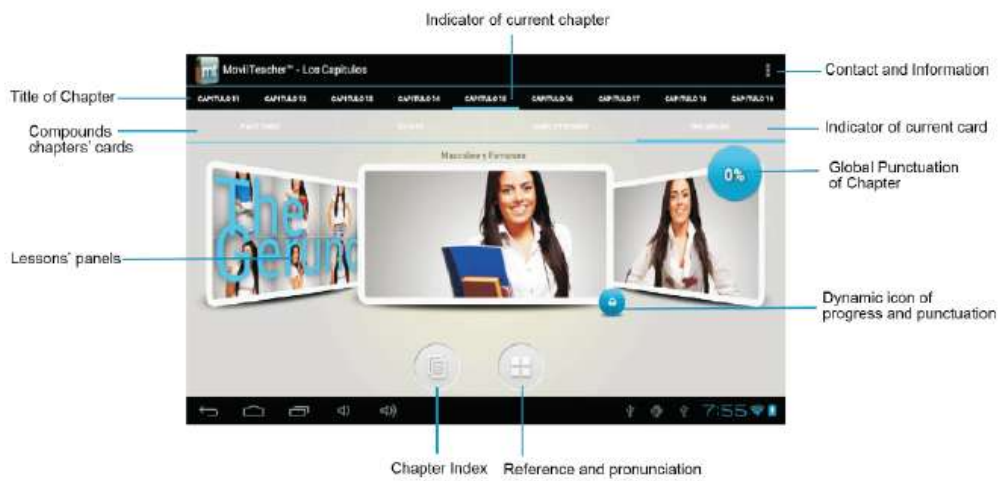 Indicator of current chapter
MovilTeacher™ - Los Capitulos
Contact and Information
Title of Chapter
CAPITULO 11 CAPITULO 12 CAPITULO 13 CAPITULO 14 CAPITULO 15 CAPITULO 16 CAPITULO 17 CAPITULO 18 CAPITULO 19
Compounds
chapters' cards
Indicator of current card
Masculino y Femenino
Global Punctuation
of Chapter
0%
The
Gerund
Lessons' panels
Dynamic icon of
progress and punctuation
7:55
Chapter Index
Reference and pronunciation